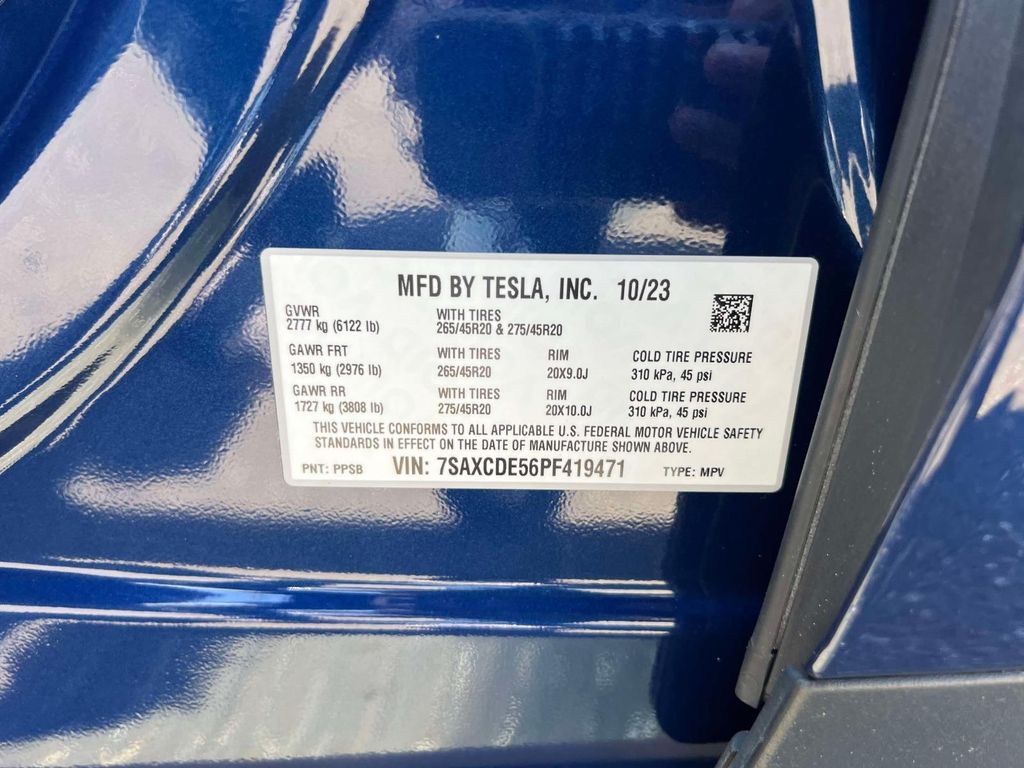 MFD BY TESLA, INC. 10/23
GVWR
2777 kg (6122 lb)
WITH TIRES
265/45R20 & 275/45R20
GAWR FRT
1350 kg (2976 lb)
WITH TIRES
265/45R20
RIM
20X9.0J
COLD TIRE PRESSURE
310 kPa, 45 psi
GAWR RR
1727 kg (3808 lb)
WITH TIRES
275/45R20
RIM
20X10.0J
COLD TIRE PRESSURE
310 kPa, 45 psi
THIS VEHICLE CONFORMS TO ALL APPLICABLE U.S. FEDERAL MOTOR VEHICLE SAFETY
STANDARDS IN EFFECT ON THE DATE OF MANUFACTURE SHOWN ABOVE.
PNT: PPSB VIN: 7SAXCDE56PF419471 TYPE: MPV